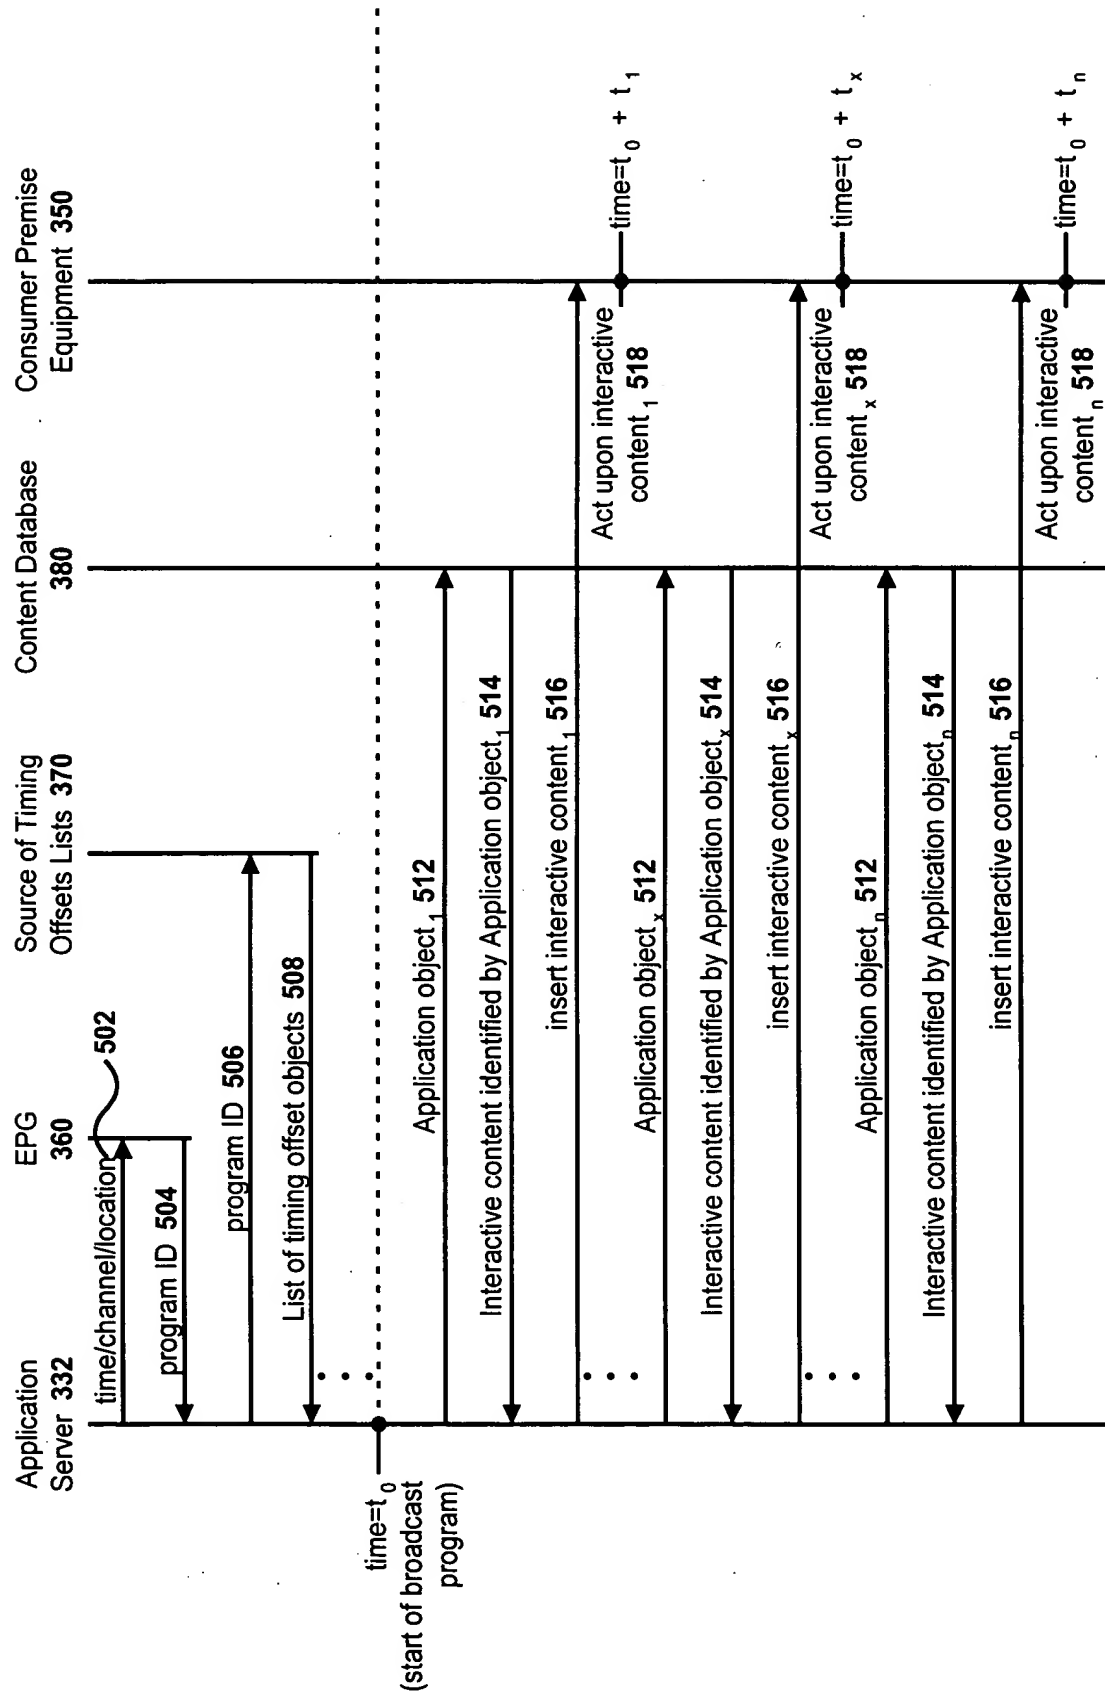 Application
Server 332
EPG
360
Source of Timing
Offsets Lists 370
Content Database
380
Consumer Premise
Equipment 350
time/channel/location
502
program ID 504
program ID 506
List of timing offset objects 508
time=t0
(start of broadcast
program)
Application object1 512
Interactive content identified by Application object1 514
insert interactive content1 516
Act upon interactive
content1 518
time=t0 + t1
Application objectx 512
Interactive content identified by Application objectx 514
insert interactive contentx 516
Act upon interactive
contentx 518
time=t0 + tx
Application objectn 512
Interactive content identified by Application objectn 514
insert interactive contentn 516
Act upon interactive
contentn 518
time=t0 + tn